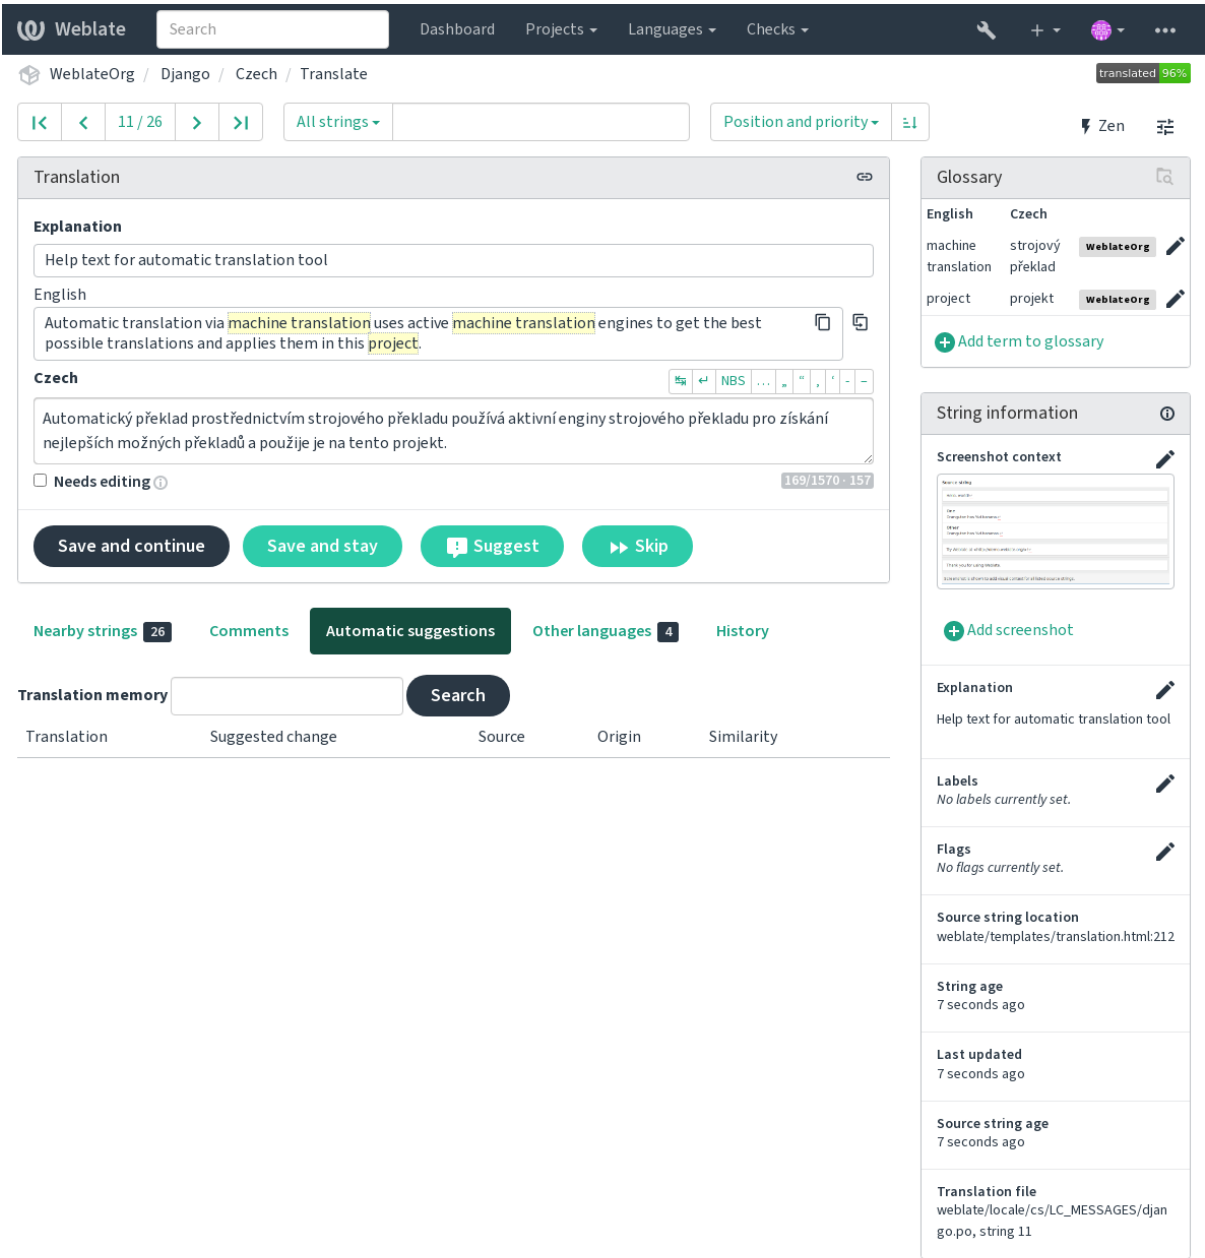 Weblate Search Dashboard Projects Languages Checks
WeblateOrg / Django / Czech / Translate translated 96%
11 / 26 All strings Position and priority Zen
Translation
Explanation
Help text for automatic translation tool
English
Automatic translation via machine translation uses active machine translation engines to get the best
possible translations and applies them in this project.
Czech NBS … „ “ ‚ ‘ - –
Automatický překlad prostřednictvím strojového překladu používá aktivní enginy strojového překladu pro získání
nejlepších možných překladů a použije je na tento projekt.
Needs editing 169/1570 · 157
Save and continue Save and stay Suggest Skip
Nearby strings 26 Comments Automatic suggestions Other languages 4 History
Translation memory Search
Translation Suggested change Source Origin Similarity
Glossary
English Czech
machine strojový WeblateOrg
translation překlad
project projekt WeblateOrg
Add term to glossary
String information
Screenshot context
Add screenshot
Explanation
Help text for automatic translation tool
Labels
No labels currently set.
Flags
No flags currently set.
Source string location
weblate/templates/translation.html:212
String age
7 seconds ago
Last updated
7 seconds ago
Source string age
7 seconds ago
Translation file
weblate/locale/cs/LC_MESSAGES/djan
go.po, string 11